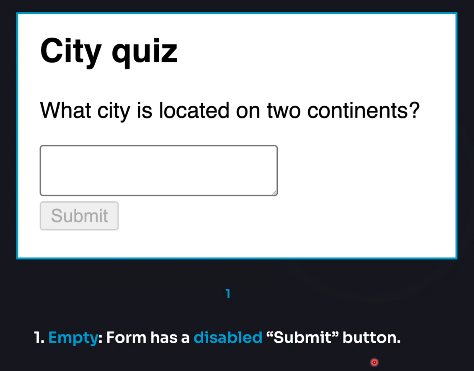 City quiz
What city is located on two continents?
Submit
1
1. Empty: Form has a disabled “Submit” button.